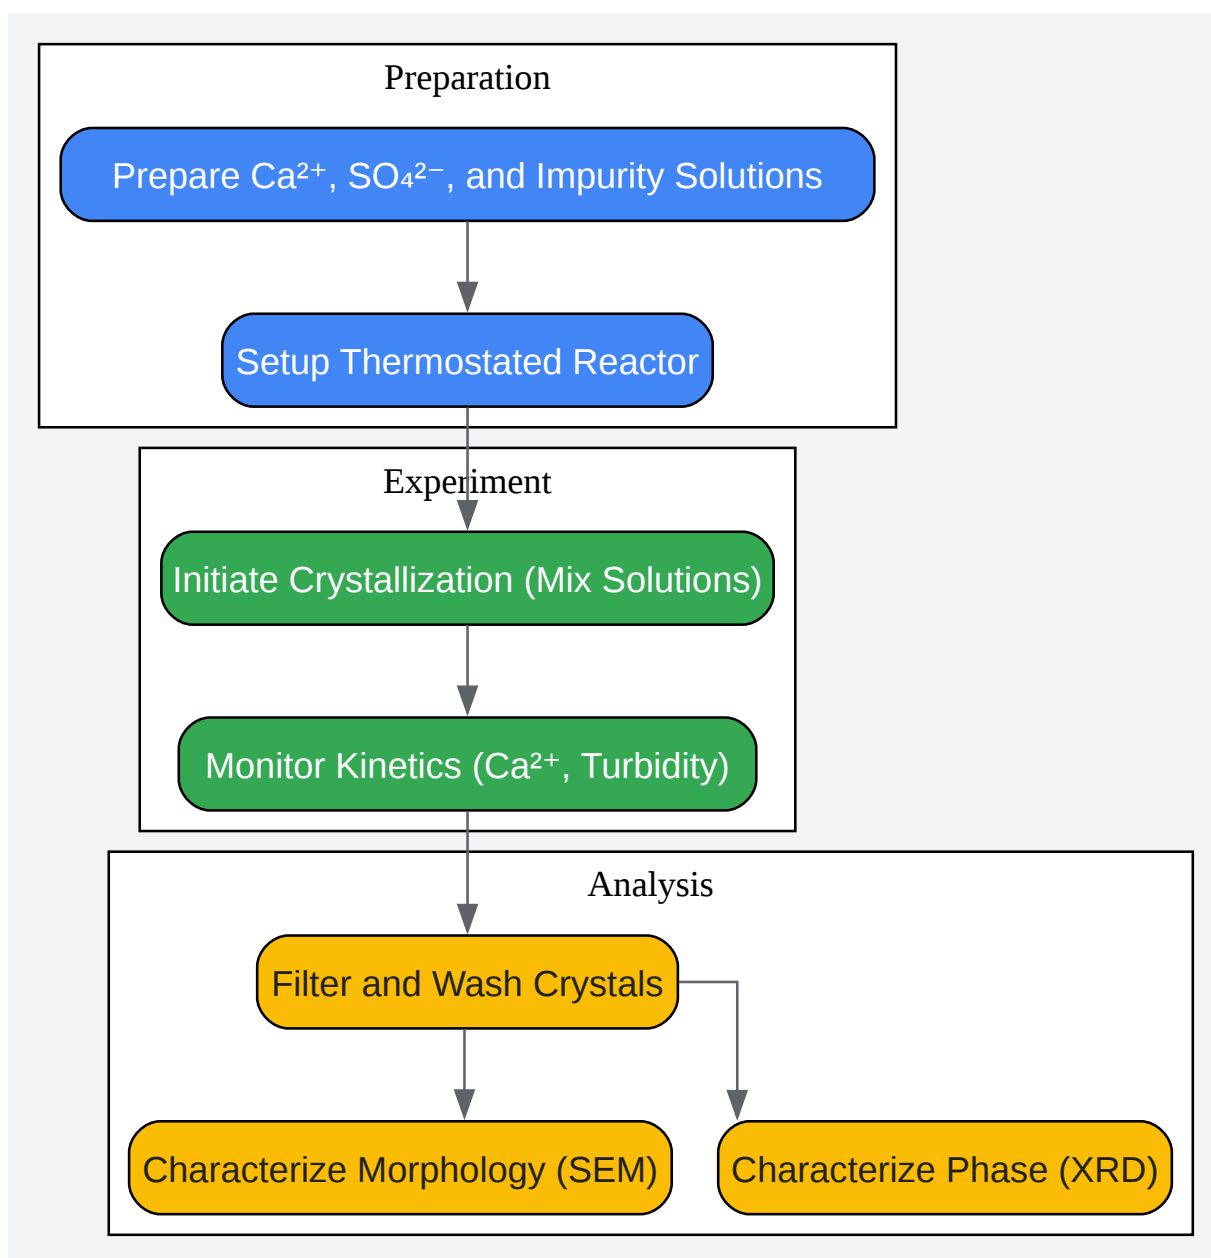 Preparation
Prepare Ca²⁺, SO₄²⁻, and Impurity Solutions
Setup Thermostated Reactor
Experiment
Initiate Crystallization (Mix Solutions)
Monitor Kinetics (Ca²⁺, Turbidity)
Analysis
Filter and Wash Crystals
Characterize Morphology (SEM)
Characterize Phase (XRD)